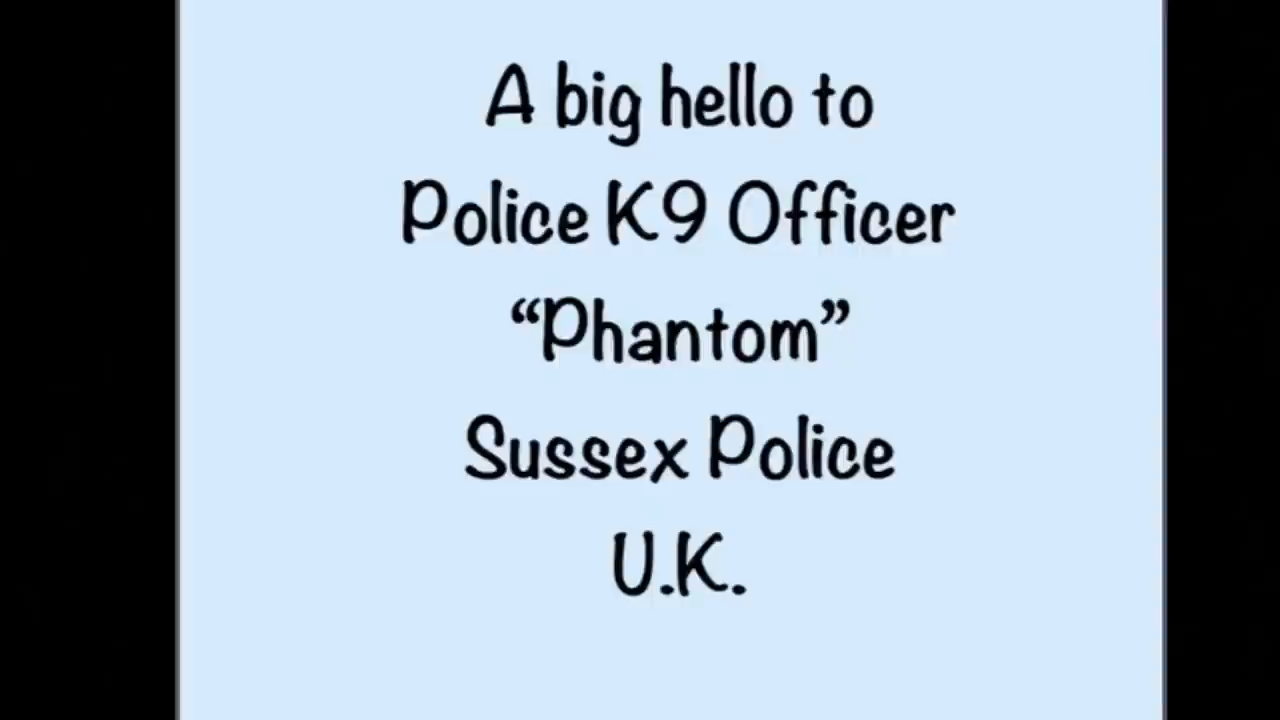 A big hello to
Police K9 Officer
“Phantom”
Sussex Police
U.K.